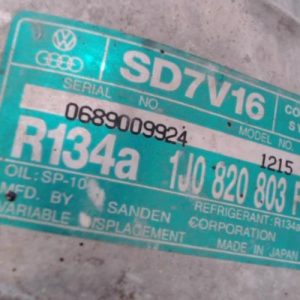 SD7V16
SERIAL NO. MODEL NO.
0689009924 1215
R134a 1J0 820 803
OIL: SP-10 REFRIGERANT: R134a
MFD. BY SANDEN CORPORATION
VARIABLE DISPLACEMENT MADE IN JAPAN